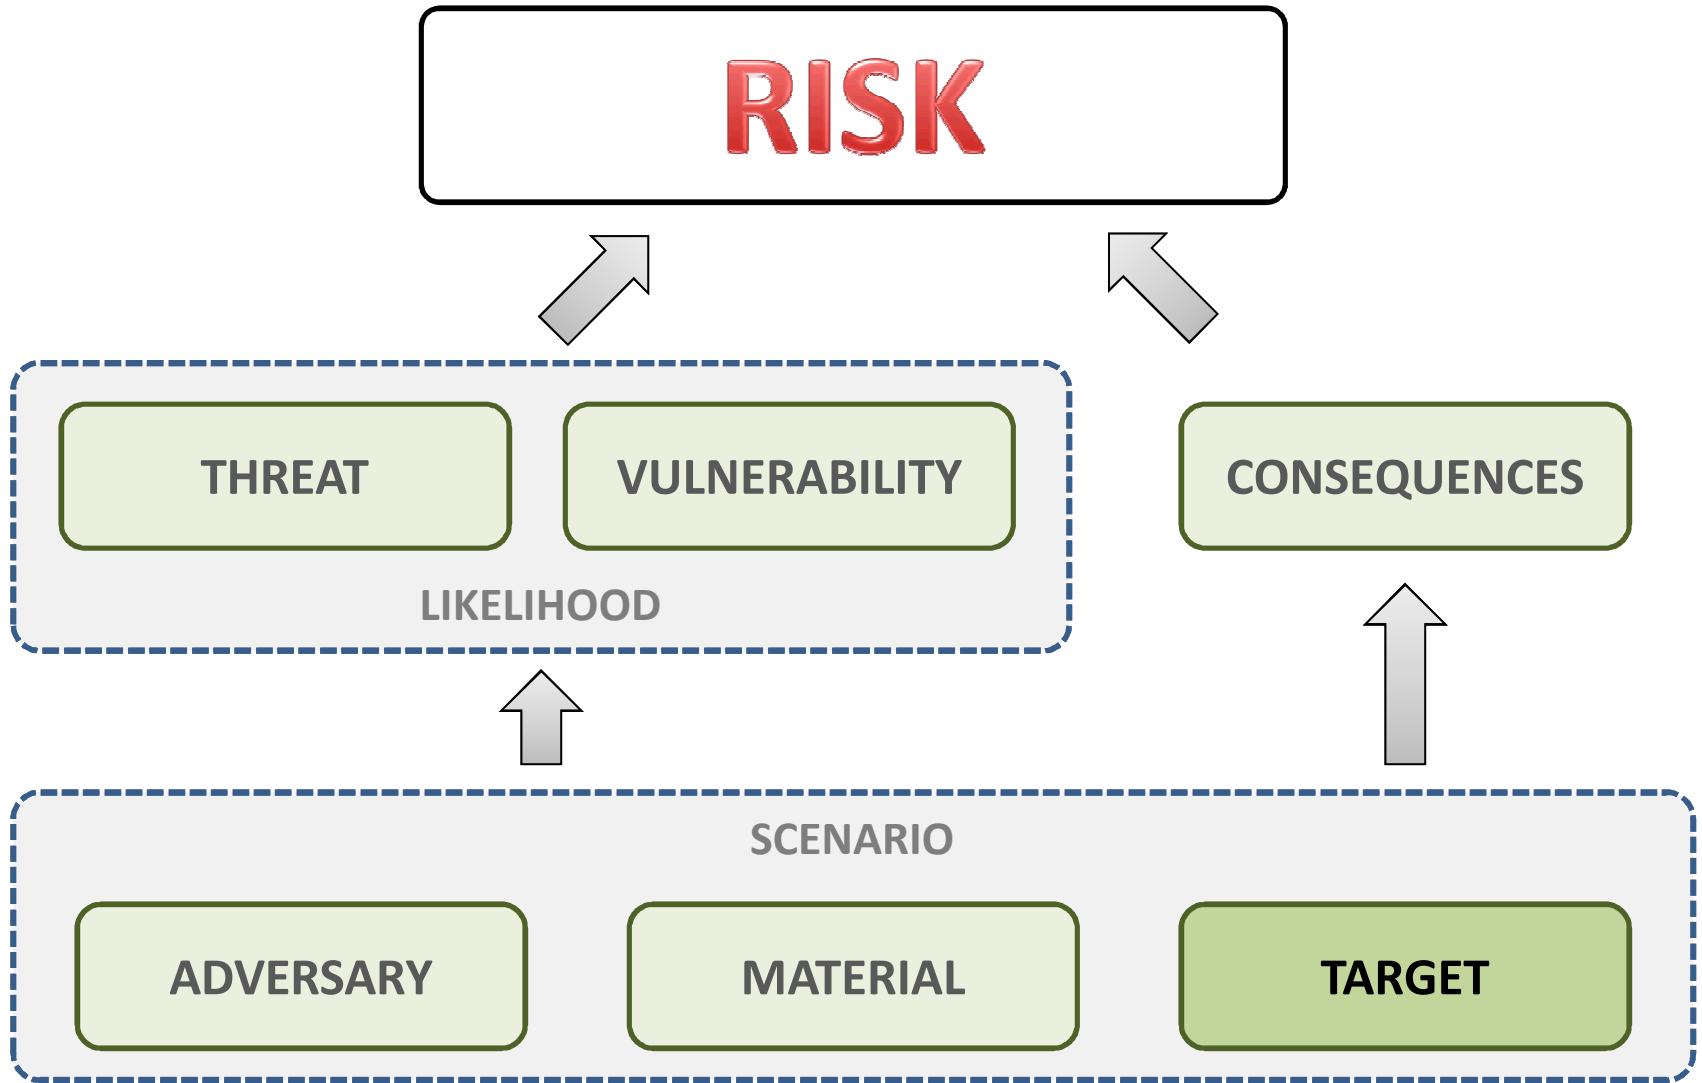 RISK
THREAT
VULNERABILITY
CONSEQUENCES
LIKELIHOOD
SCENARIO
ADVERSARY
MATERIAL
TARGET